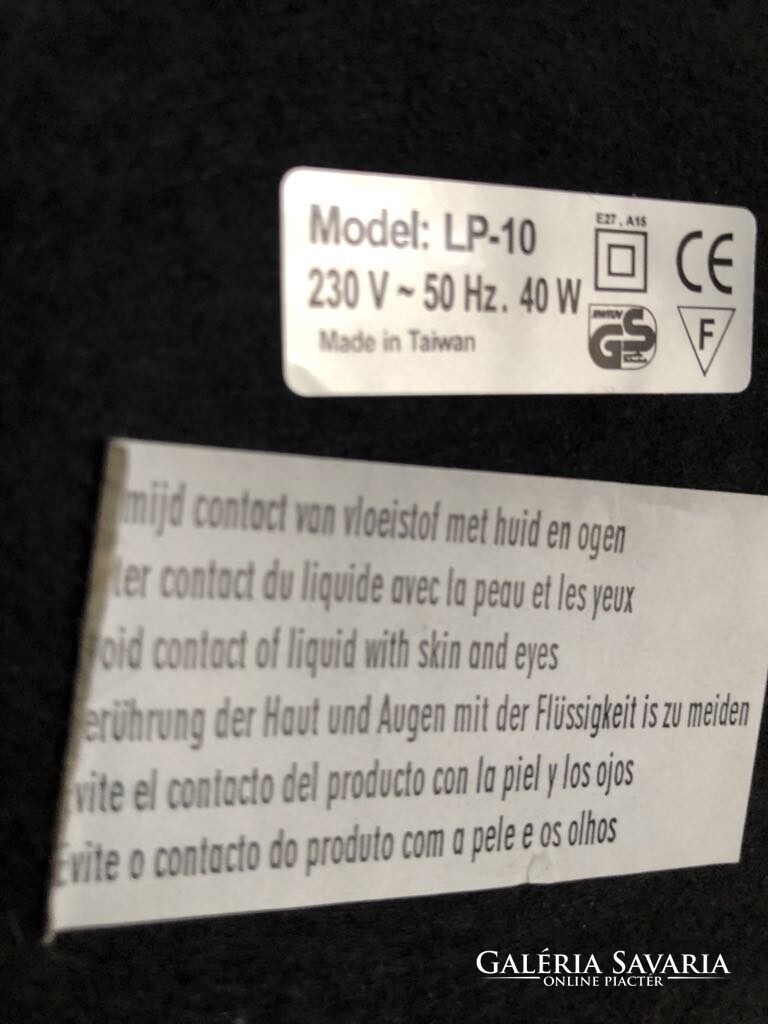 Model: LP-10
E27, A15
230 V ~ 50 Hz. 40 W
CE
GS
F
Made in Taiwan
mijd contact van vloeistof met huid en ogen
ter contact du liquide avec la peau et les yeux
oid contact of liquid with skin and eyes
erührung der Haut und Augen mit der Flüssigkeit is zu meiden
vite el contacto del producto con la piel y los ojos
Evite o contacto do produto com a pele e os olhos
GALÉRIA SAVARIA
ONLINE PIACTÉR